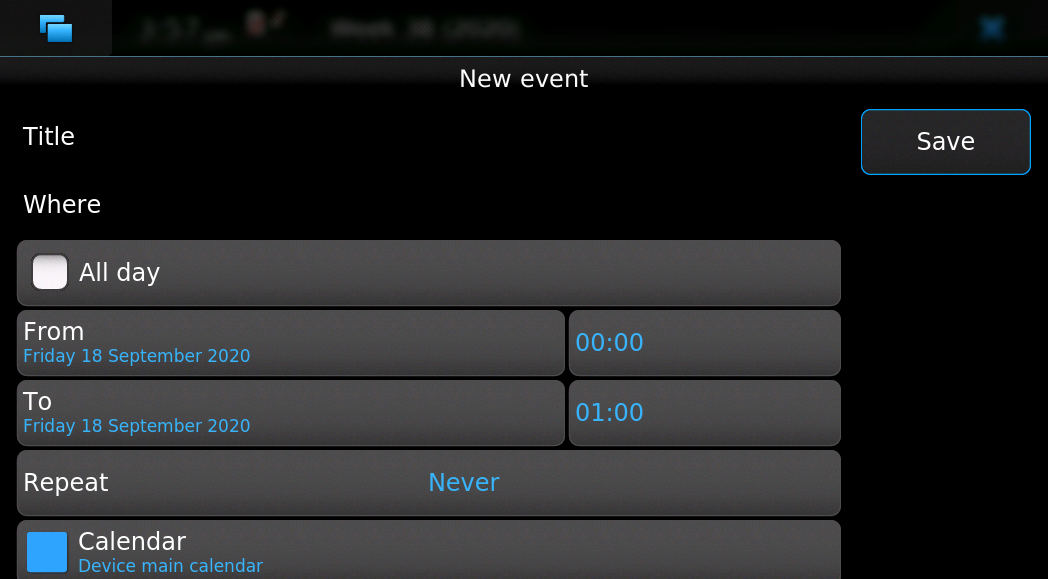 3:57 pm Week 38 (2020)
New event
Title
Save
Where
All day
From
Friday 18 September 2020
00:00
To
Friday 18 September 2020
01:00
Repeat
Never
Calendar
Device main calendar